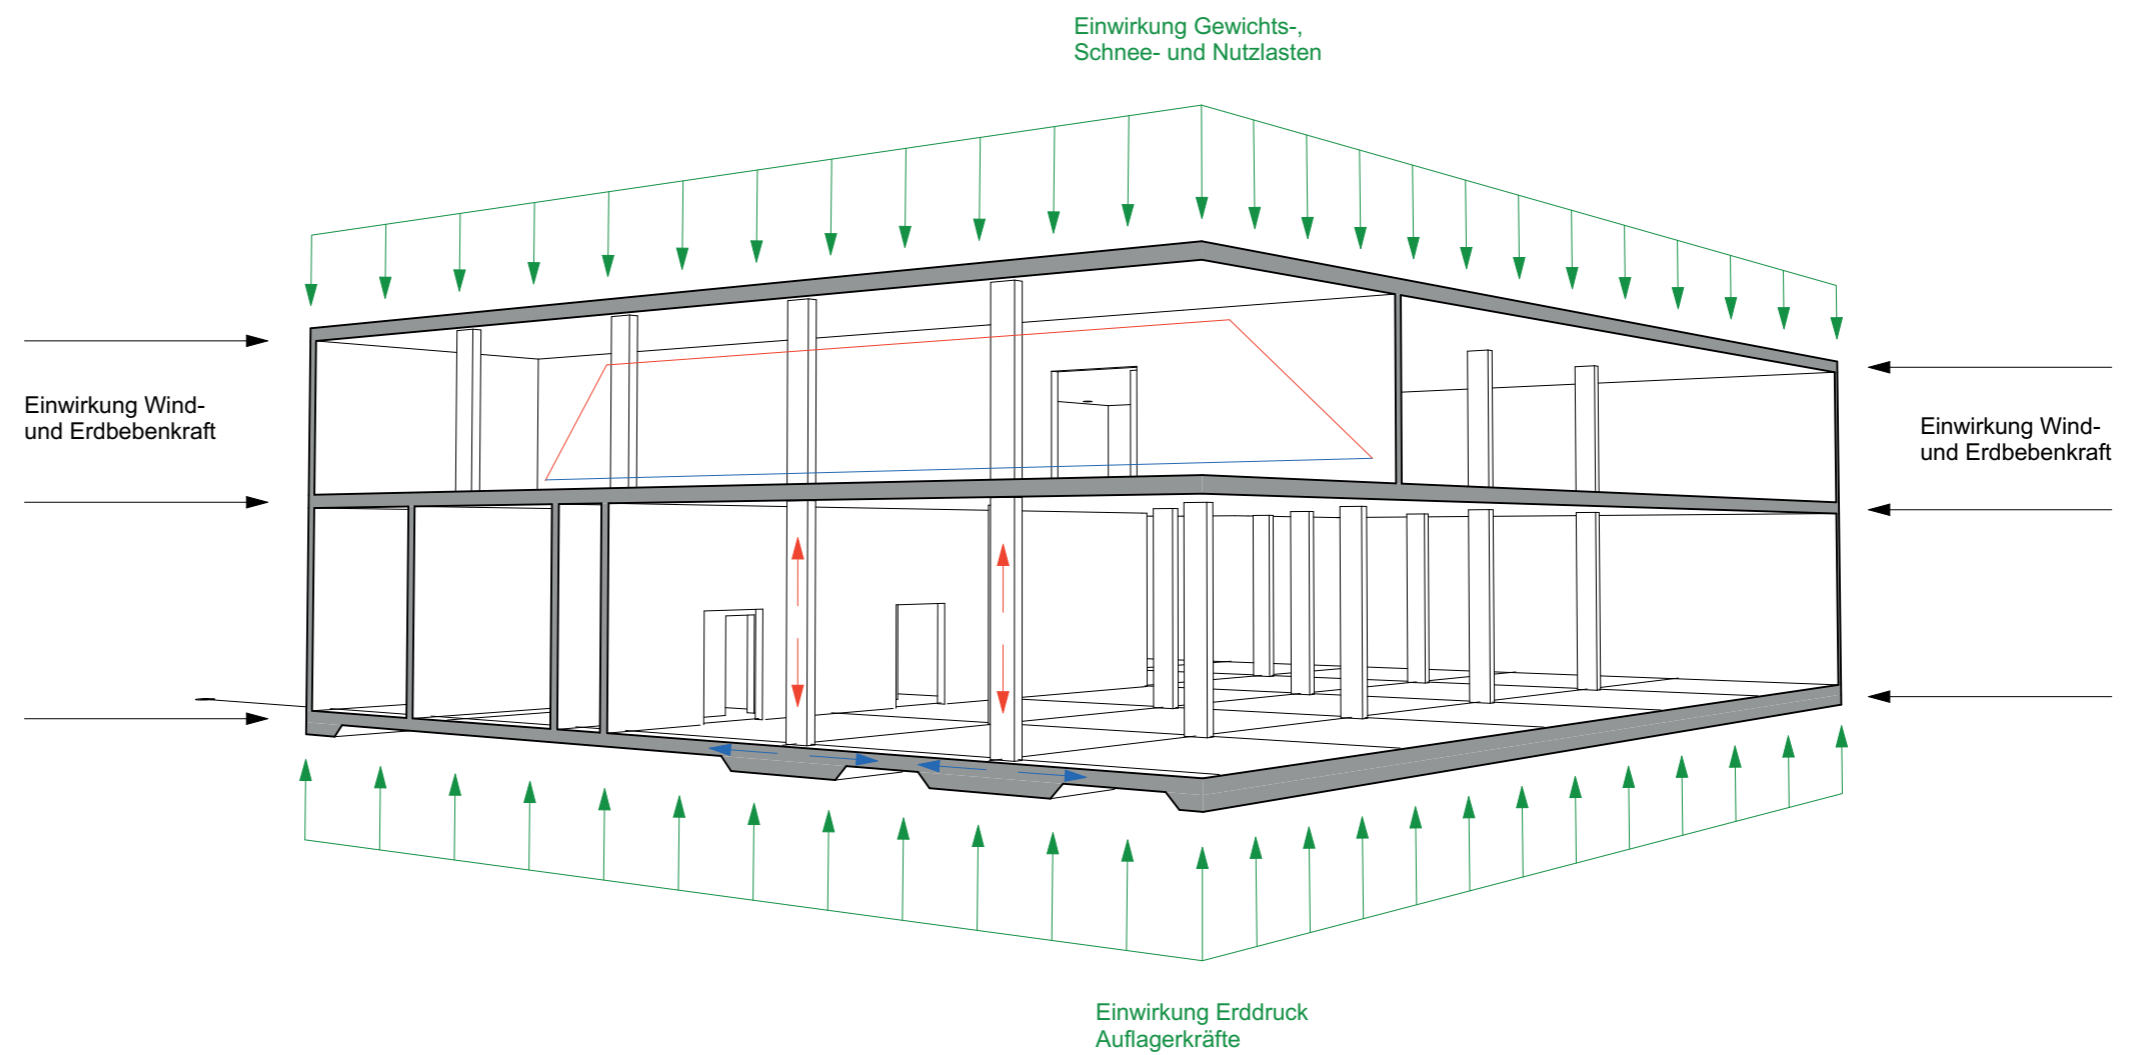 Einwirkung Gewichts-,
Schnee- und Nutzlasten
Einwirkung Wind-
und Erdbebenkraft
Einwirkung Wind-
und Erdbebenkraft
Einwirkung Erddruck
Auflagerkräfte